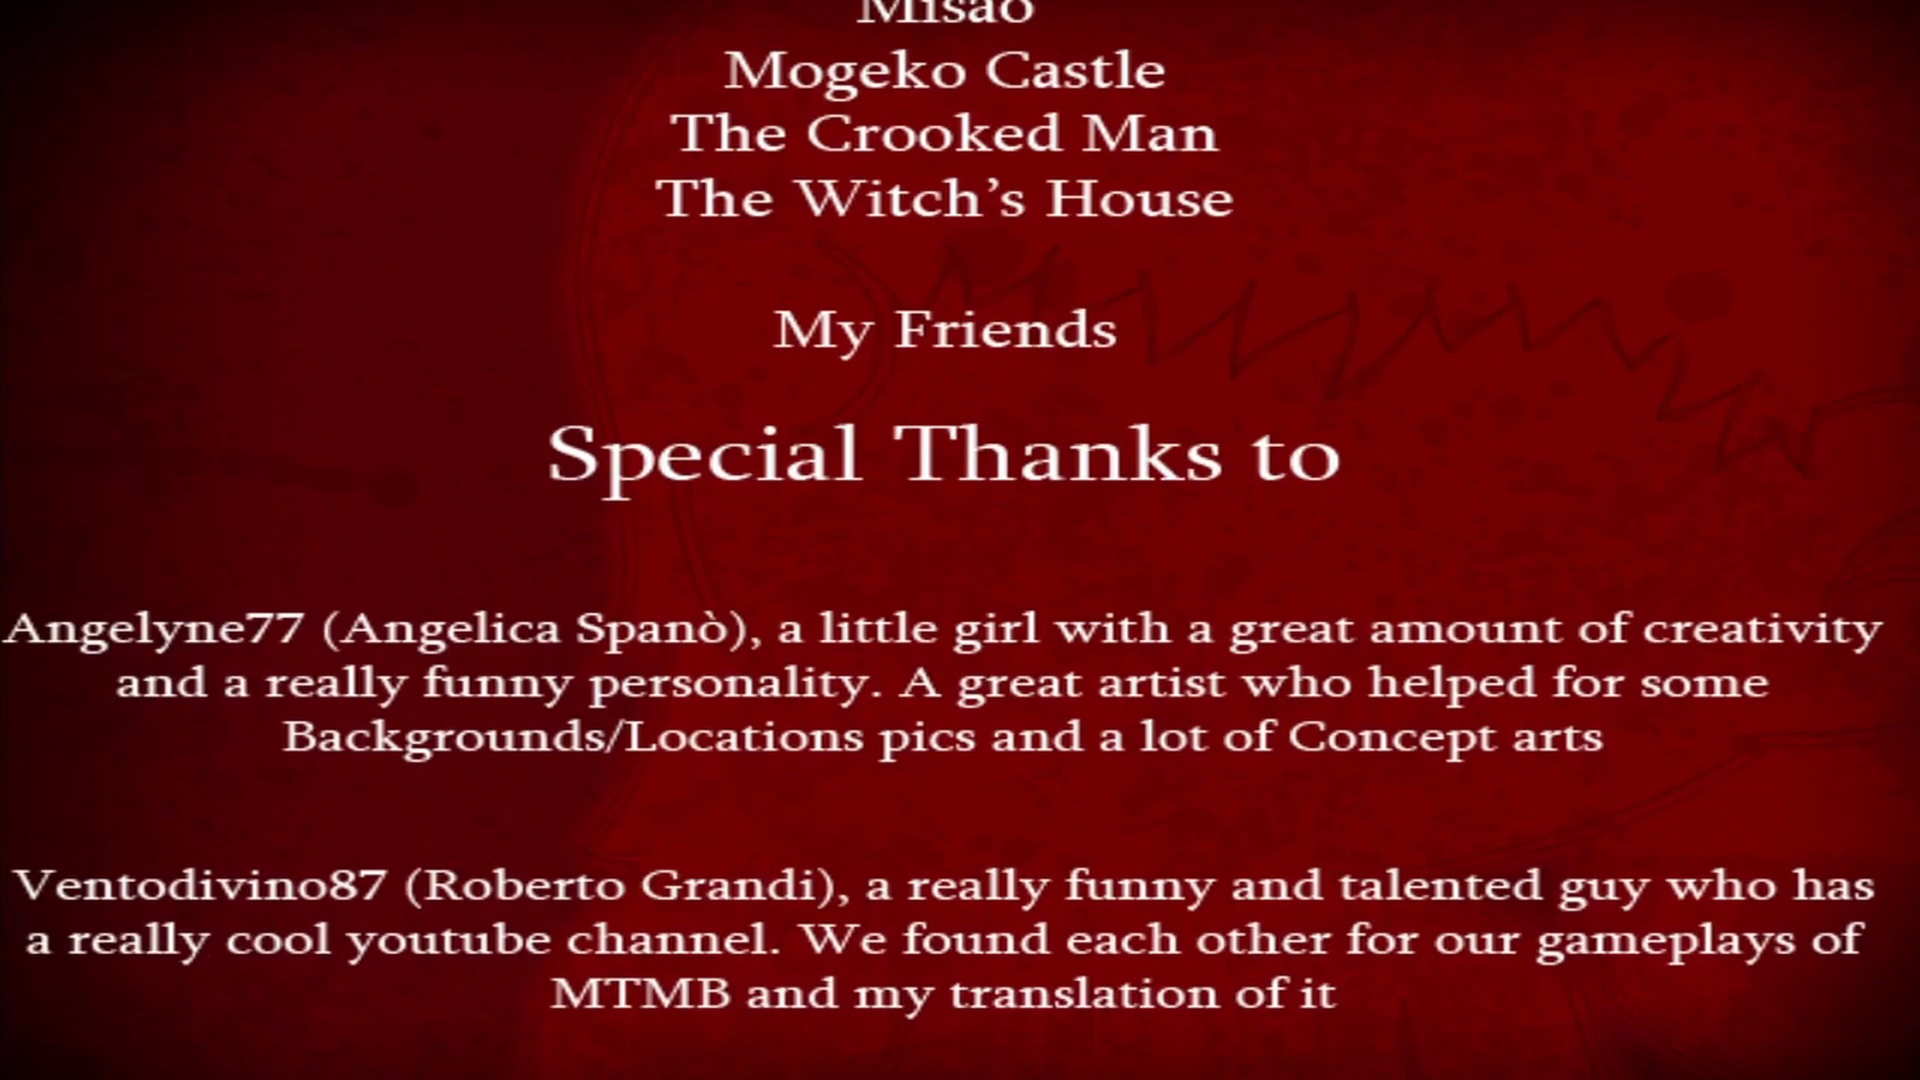 Misao
Mogeko Castle
The Crooked Man
The Witch’s House
My Friends
Special Thanks to
Angelyne77 (Angelica Spanò), a little girl with a great amount of creativity
and a really funny personality. A great artist who helped for some
Backgrounds/Locations pics and a lot of Concept arts
Ventodivino87 (Roberto Grandi), a really funny and talented guy who has
a really cool youtube channel. We found each other for our gameplays of
MTMB and my translation of it